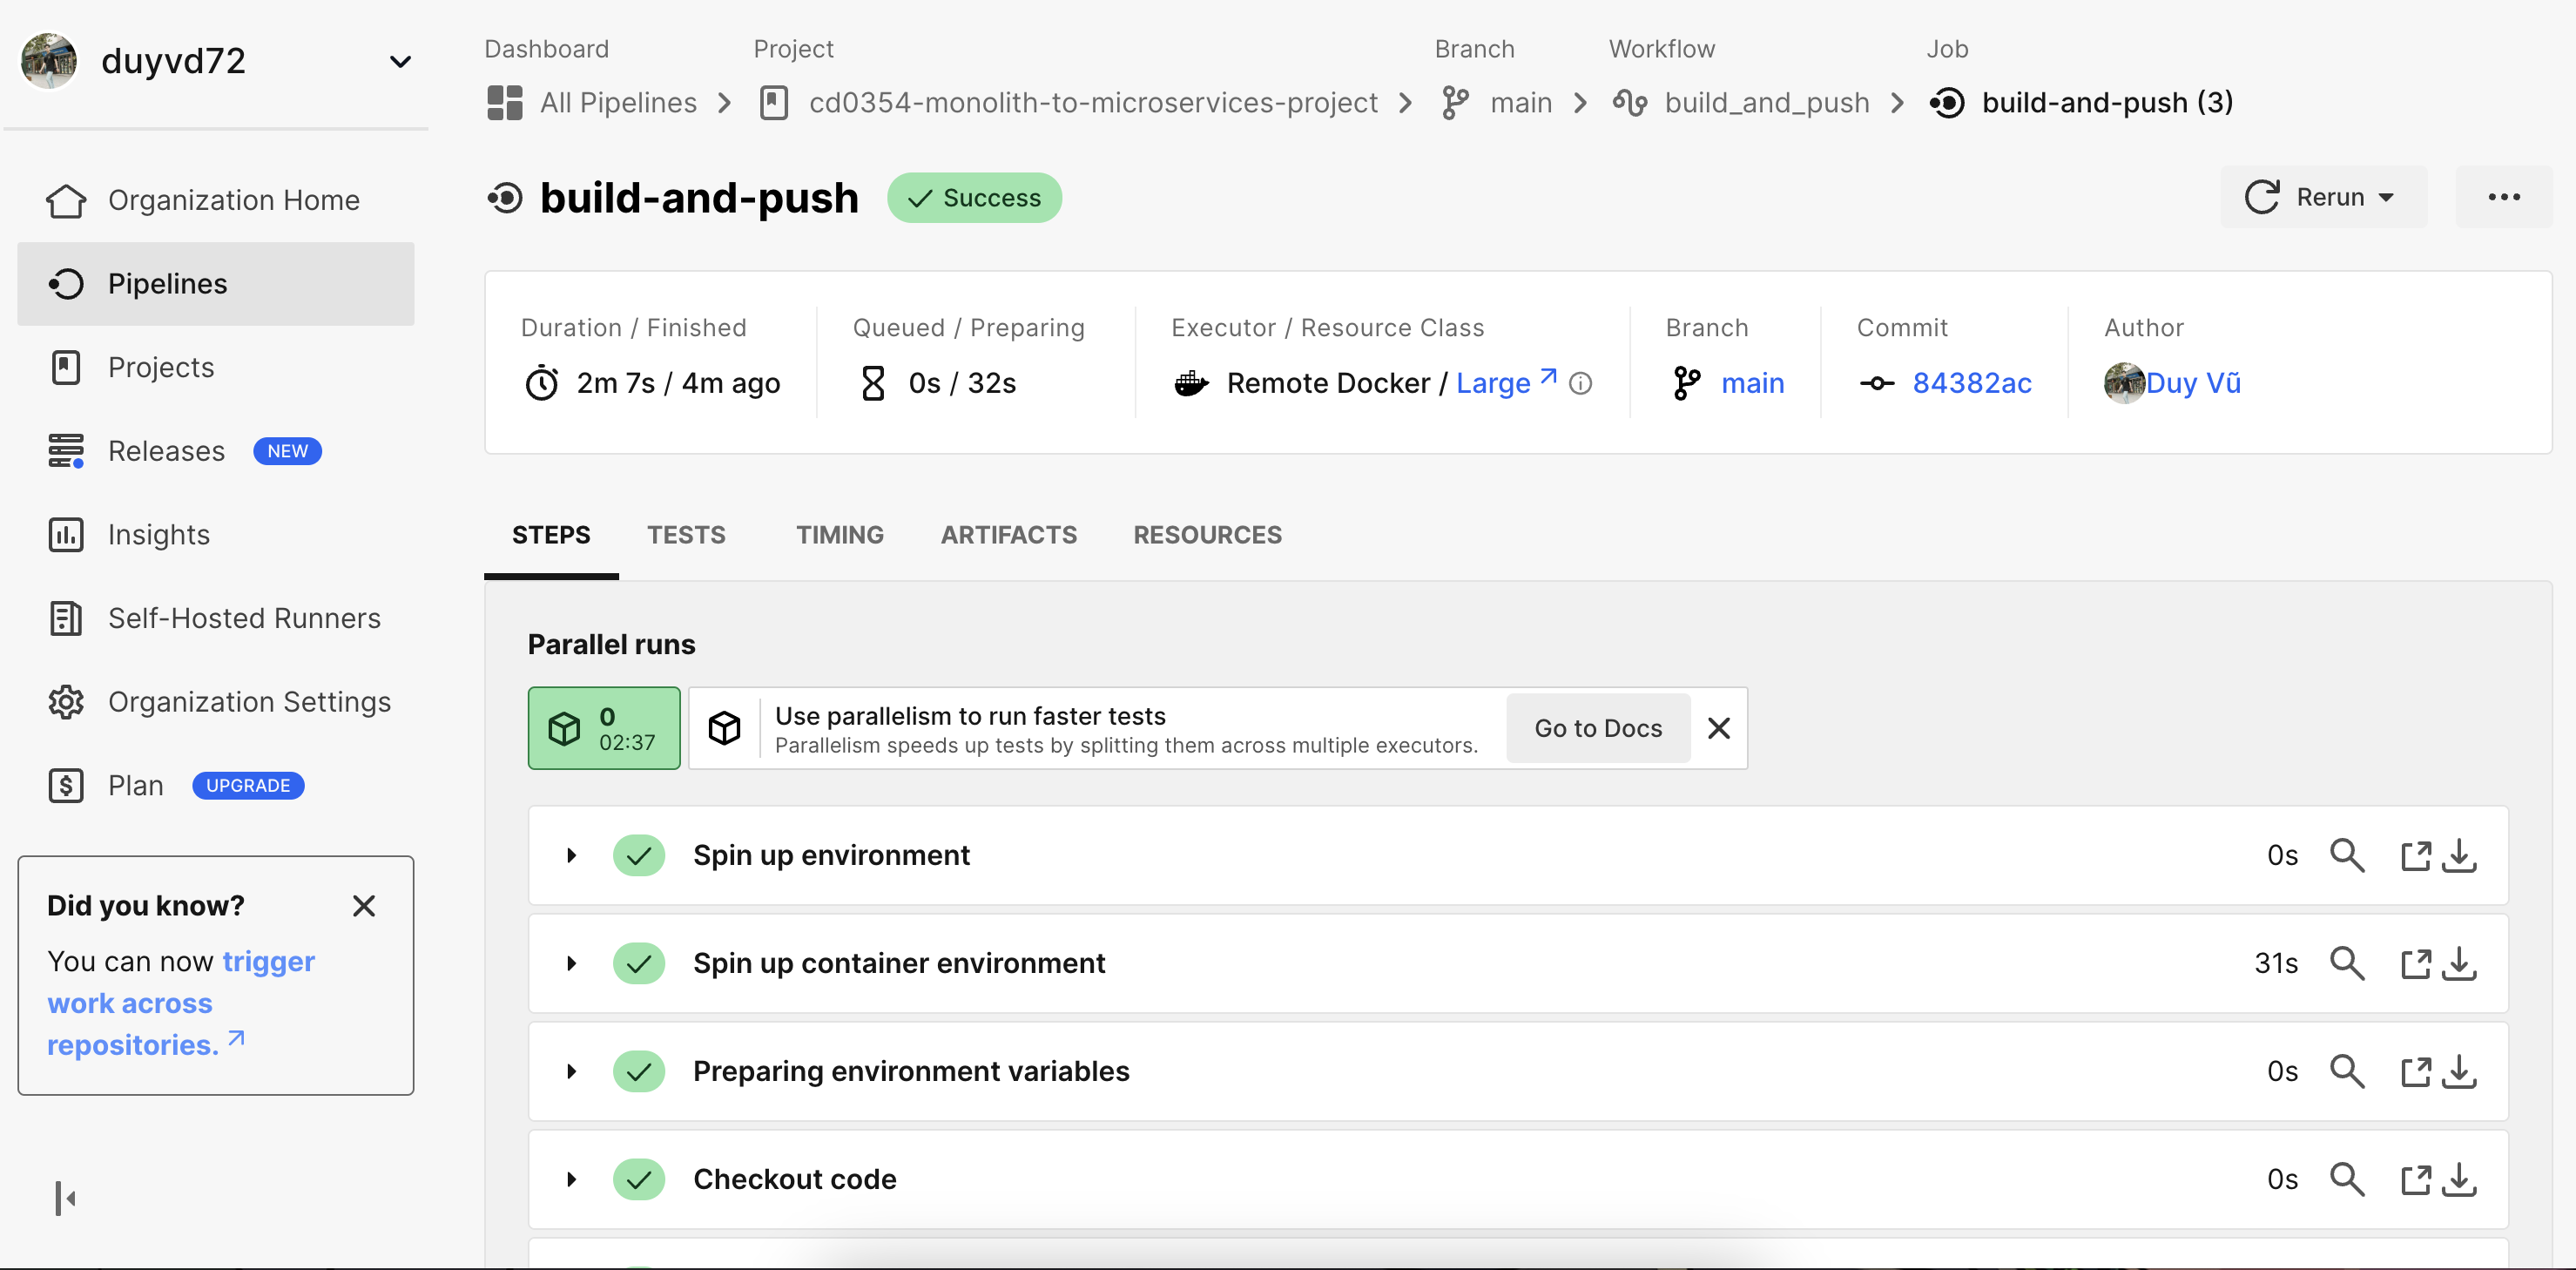 duyvd72
Organization Home
Pipelines
Projects
Releases NEW
Insights
Self-Hosted Runners
Organization Settings
Plan UPGRADE
Did you know?
You can now trigger
work across
repositories.
Dashboard Project Branch Workflow Job
All Pipelines cd0354-monolith-to-microservices-project main build_and_push build-and-push (3)
build-and-push Success Rerun
Duration / Finished Queued / Preparing Executor / Resource Class Branch Commit Author
2m 7s / 4m ago 0s / 32s Remote Docker / Large main 84382ac Duy Vũ
STEPS TESTS TIMING ARTIFACTS RESOURCES
Parallel runs
0
02:37
Use parallelism to run faster tests
Parallelism speeds up tests by splitting them across multiple executors.
Go to Docs
Spin up environment 0s
Spin up container environment 31s
Preparing environment variables 0s
Checkout code 0s